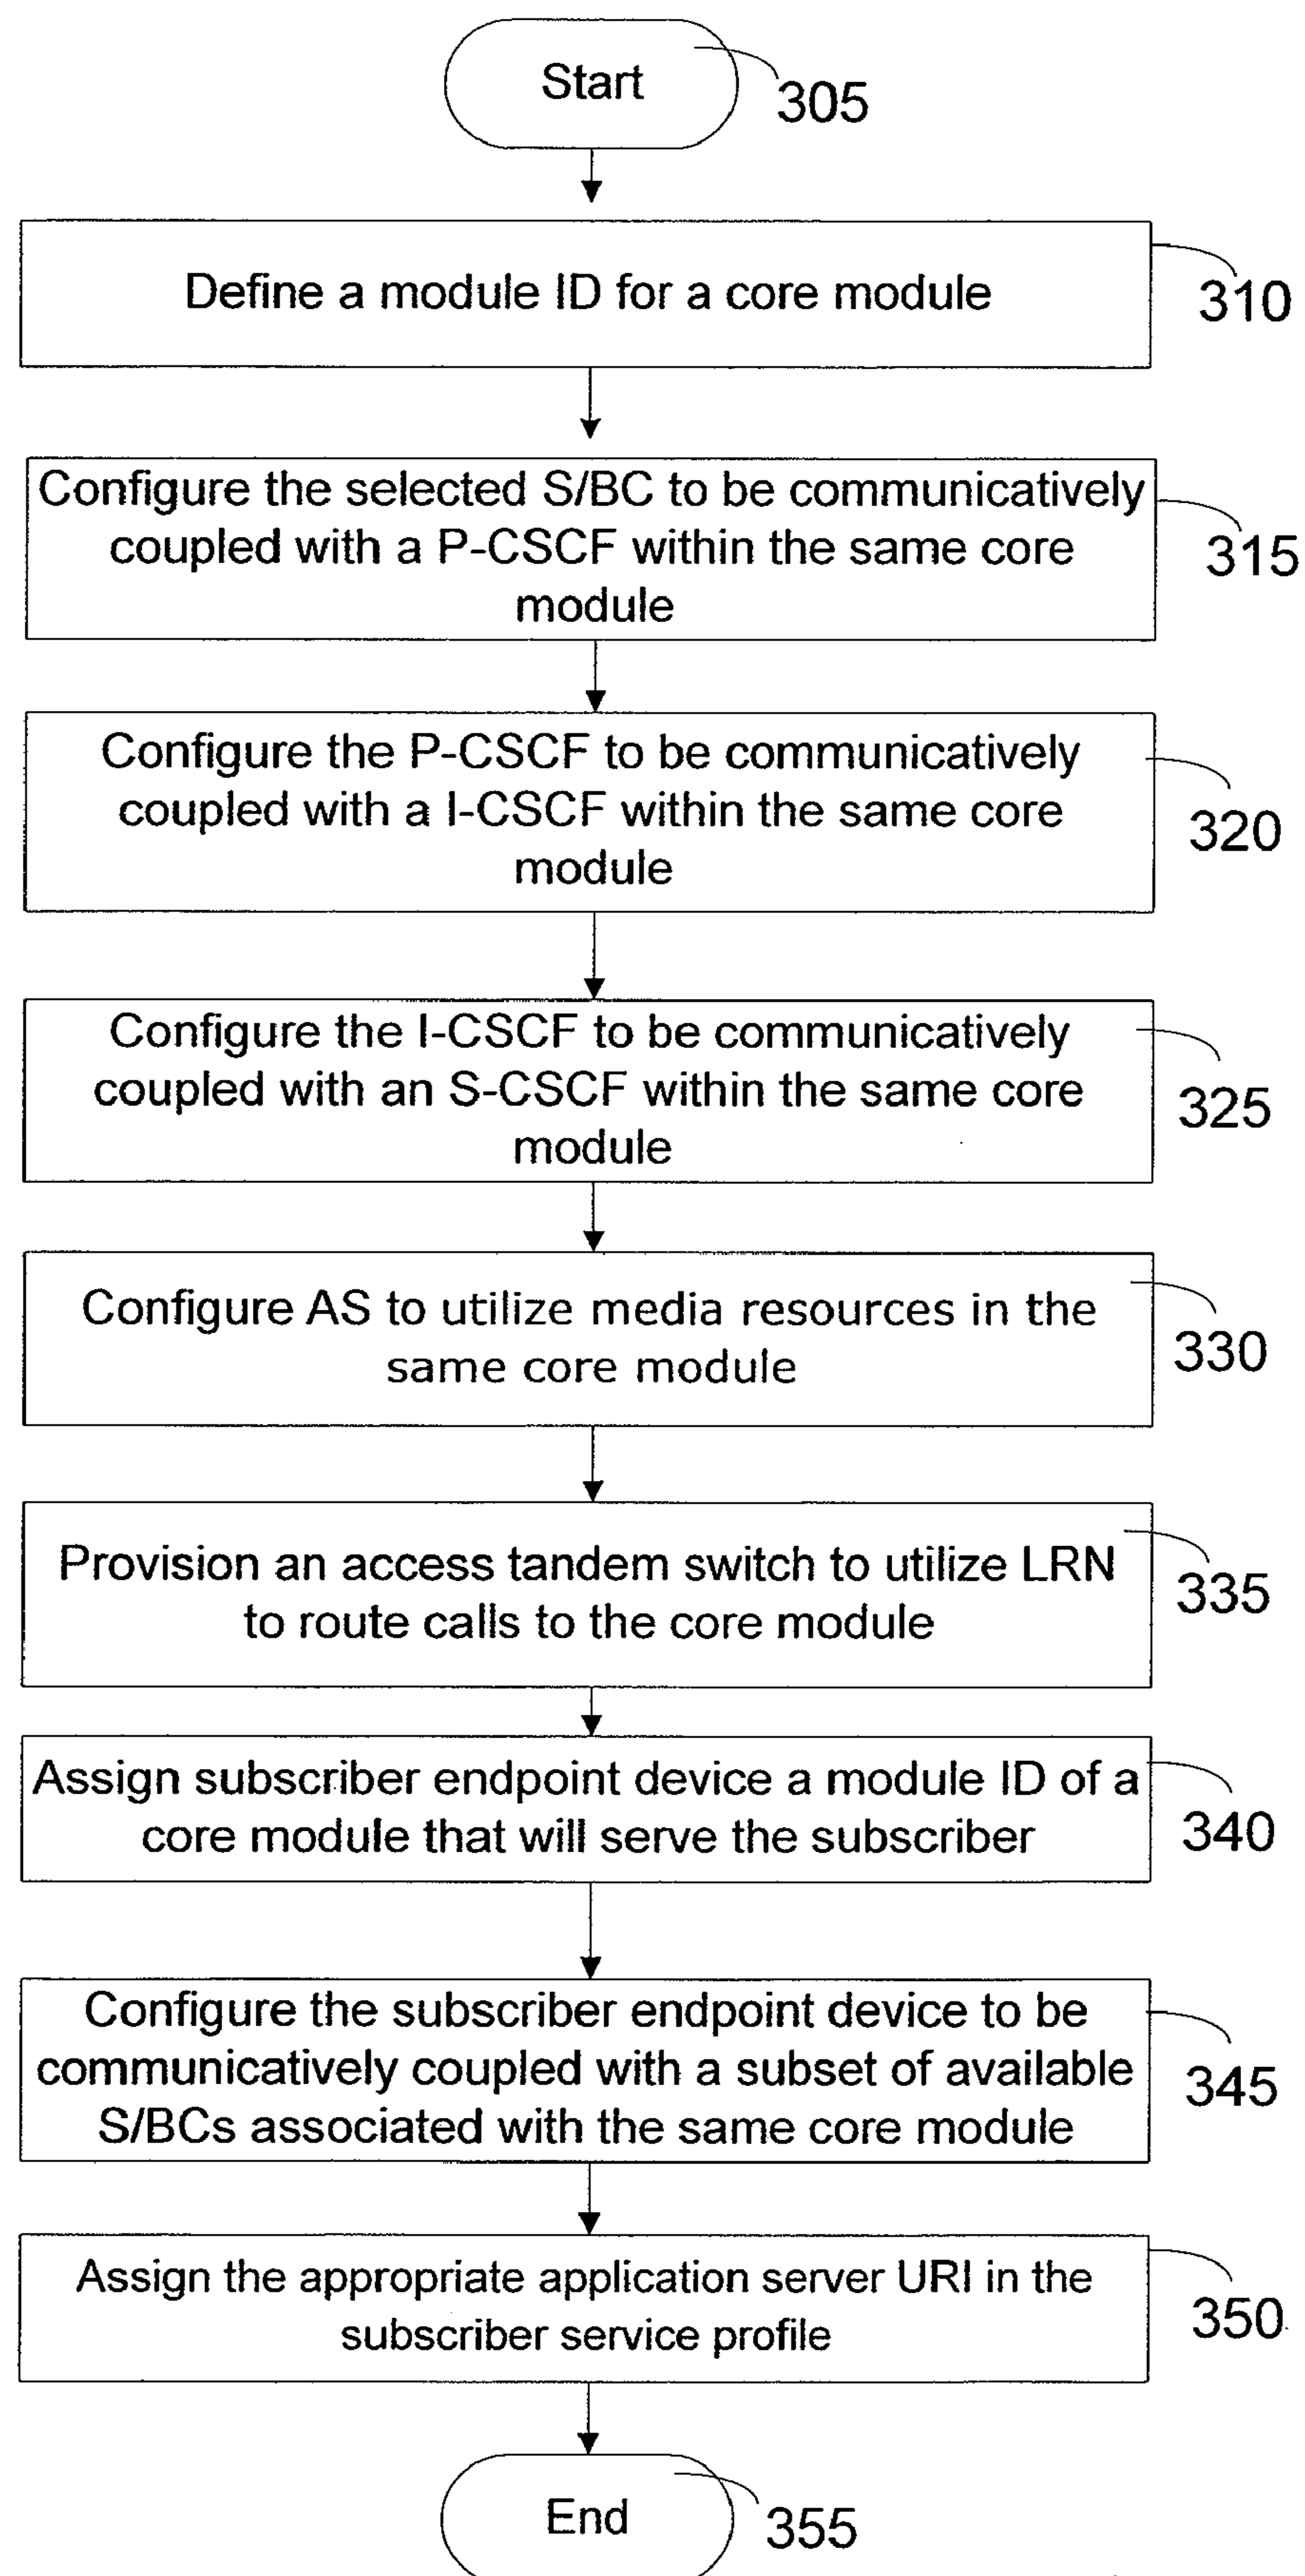 Start
305
Define a module ID for a core module
310
Configure the selected S/BC to be communicatively
coupled with a P-CSCF within the same core
module
315
Configure the P-CSCF to be communicatively
coupled with a I-CSCF within the same core
module
320
Configure the I-CSCF to be communicatively
coupled with an S-CSCF within the same core
module
325
Configure AS to utilize media resources in the
same core module
330
Provision an access tandem switch to utilize LRN
to route calls to the core module
335
Assign subscriber endpoint device a module ID of a
core module that will serve the subscriber
340
Configure the subscriber endpoint device to be
communicatively coupled with a subset of available
S/BCs associated with the same core module
345
Assign the appropriate application server URI in the
subscriber service profile
350
End
355